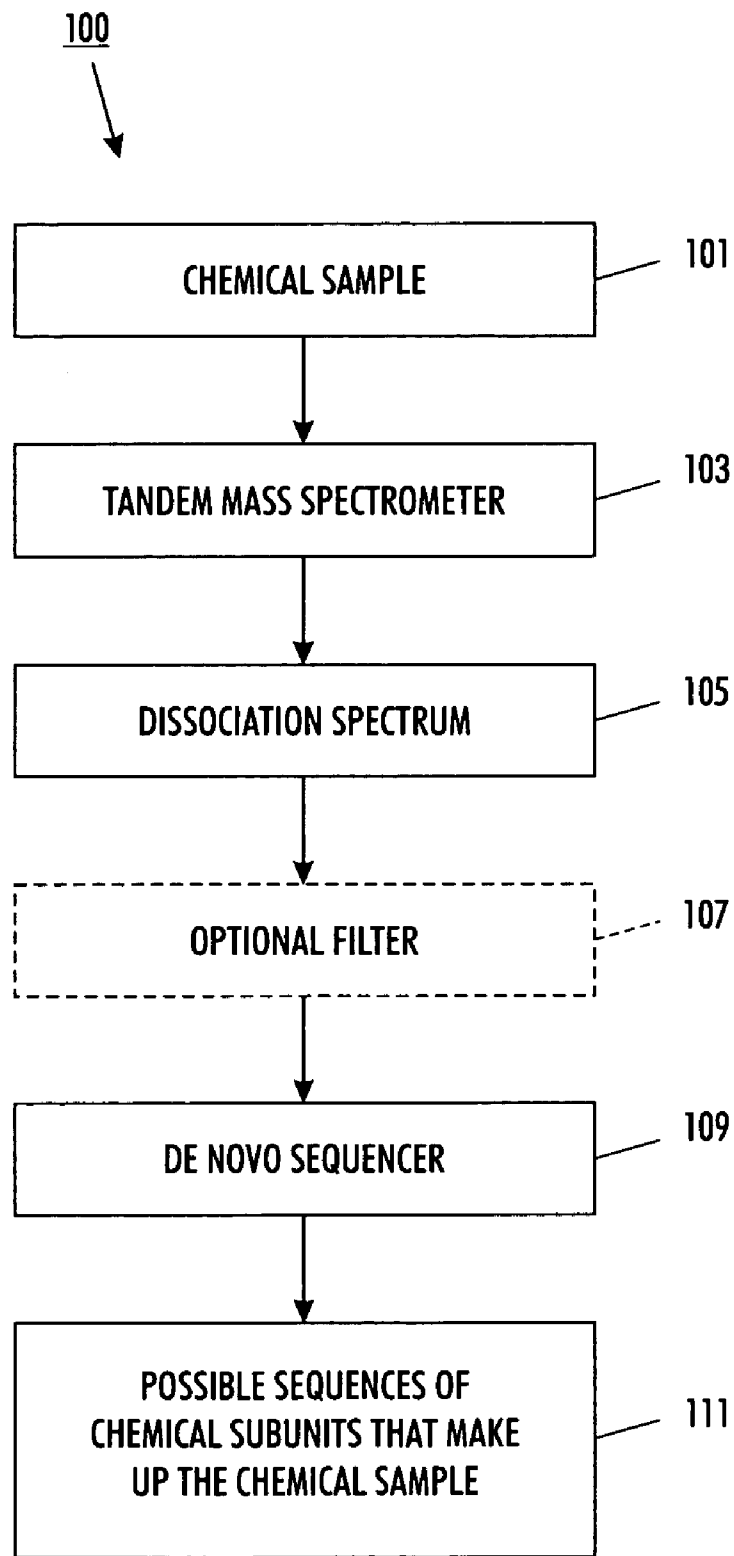 100
CHEMICAL SAMPLE
101
TANDEM MASS SPECTROMETER
103
DISSOCIATION SPECTRUM
105
OPTIONAL FILTER
107
DE NOVO SEQUENCER
109
POSSIBLE SEQUENCES OF
CHEMICAL SUBUNITS THAT MAKE
UP THE CHEMICAL SAMPLE
111